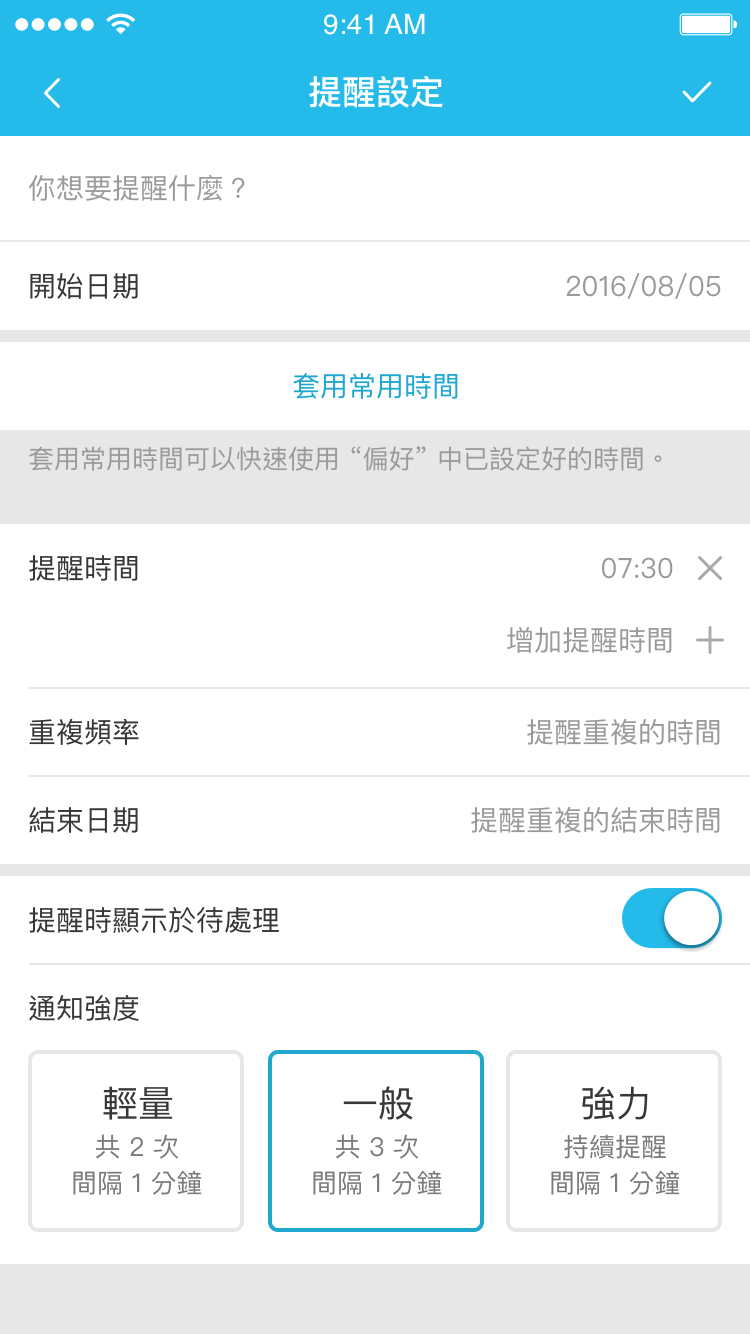 9:41 AM
提醒設定
你想要提醒什麼？
開始日期 2016/08/05
套用常用時間
套用常用時間可以快速使用“偏好”中已設定好的時間。
提醒時間 07:30
增加提醒時間
重複頻率 提醒重複的時間
結束日期 提醒重複的結束時間
提醒時顯示於待處理
通知強度
輕量 一般 強力
共 2 次 共 3 次 持續提醒
間隔 1 分鐘 間隔 1 分鐘 間隔 1 分鐘